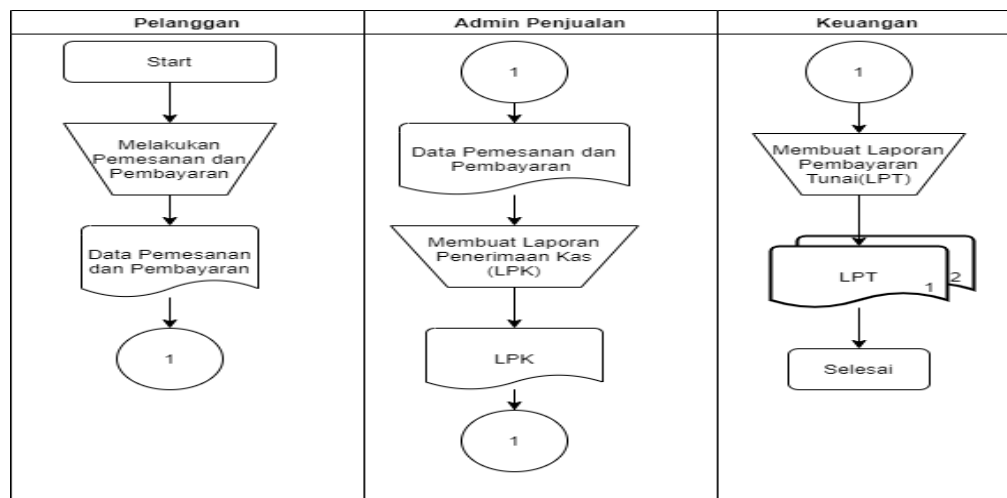 Pelanggan
Start
Melakukan
Pemesanan dan
Pembayaran
Data Pemesanan
dan Pembayaran
1
Admin Penjualan
1
Data Pemesanan dan
Pembayaran
Membuat Laporan
Penerimaan Kas
(LPK)
LPK
1
Keuangan
1
Membuat Laporan
Pembayaran
Tunai(LPT)
LPT
1
2
Selesai